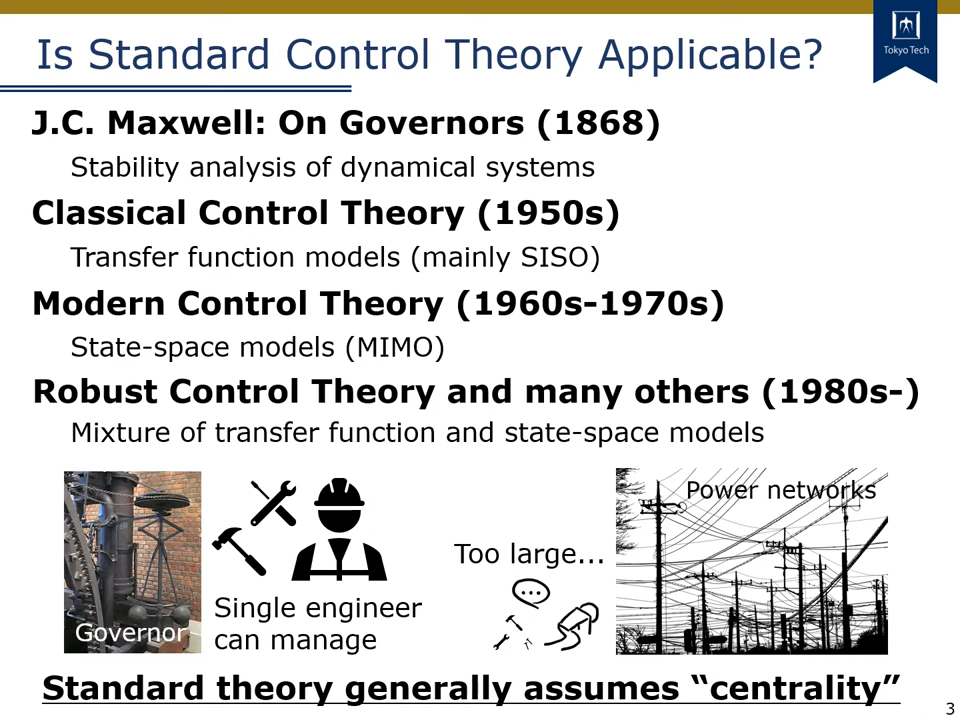 Is Standard Control Theory Applicable?
Tokyo Tech
J.C. Maxwell: On Governors (1868)
Stability analysis of dynamical systems
Classical Control Theory (1950s)
Transfer function models (mainly SISO)
Modern Control Theory (1960s-1970s)
State-space models (MIMO)
Robust Control Theory and many others (1980s-)
Mixture of transfer function and state-space models
Governor
Single engineer
can manage
Too large...
Power networks
Standard theory generally assumes “centrality”
3